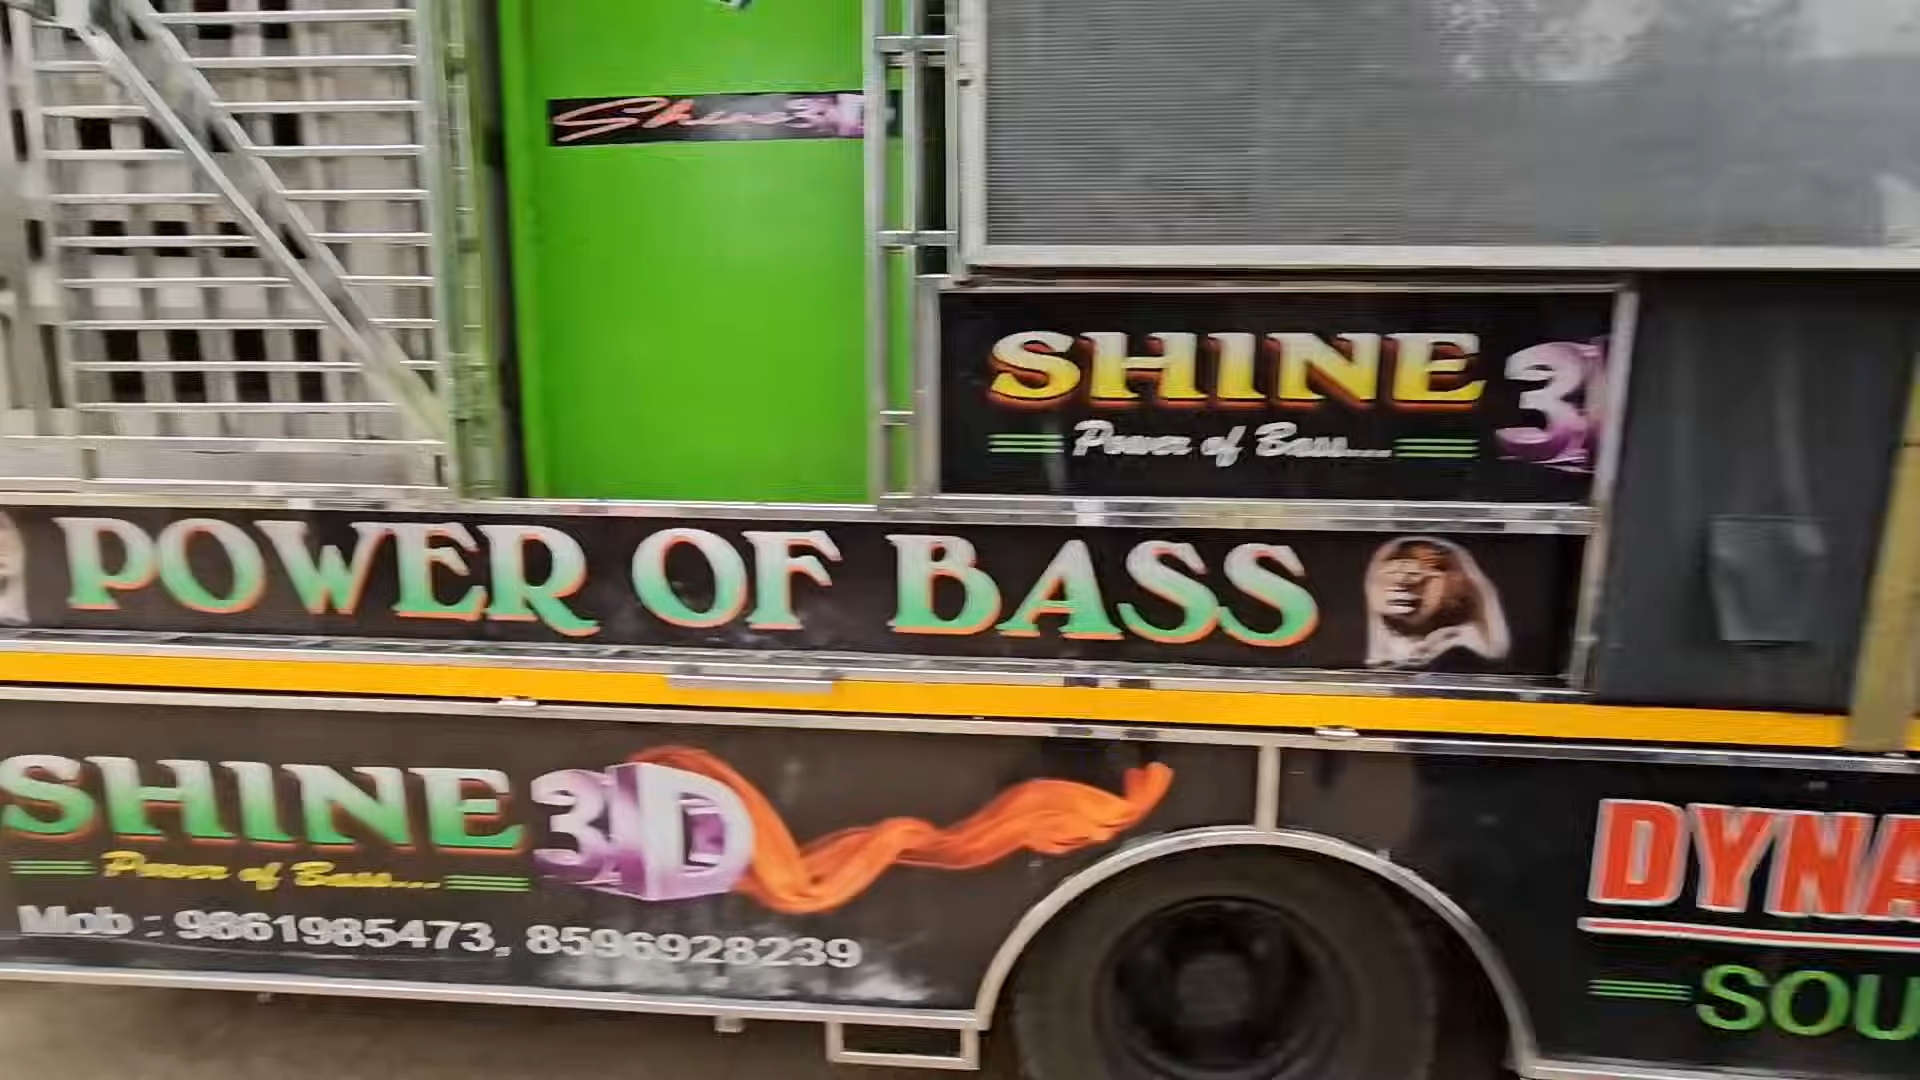 Shine 3D
SHINE 3D
Power of Bass....
POWER OF BASS
SHINE 3D
Power of Bass....
Mob : 9861985473, 8596928239
DYNA
SOU